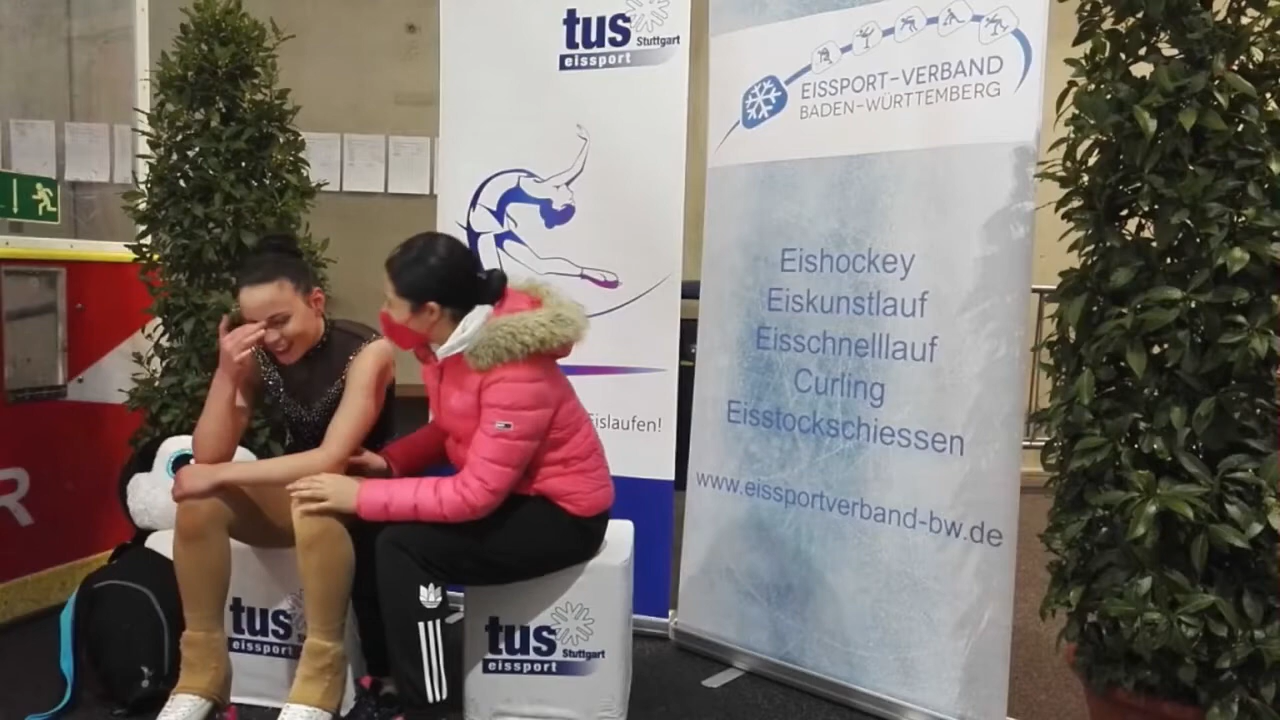 tus
Stuttgart
eissport
EISSPORT-VERBAND
BADEN-WÜRTTEMBERG
Eishockey
Eiskunstlauf
Eisschnelllauf
Curling
Eisstockschiessen
www.eissportverband-bw.de
Eislaufen!
R
tus
eissport
tus
Stuttgart
eissport